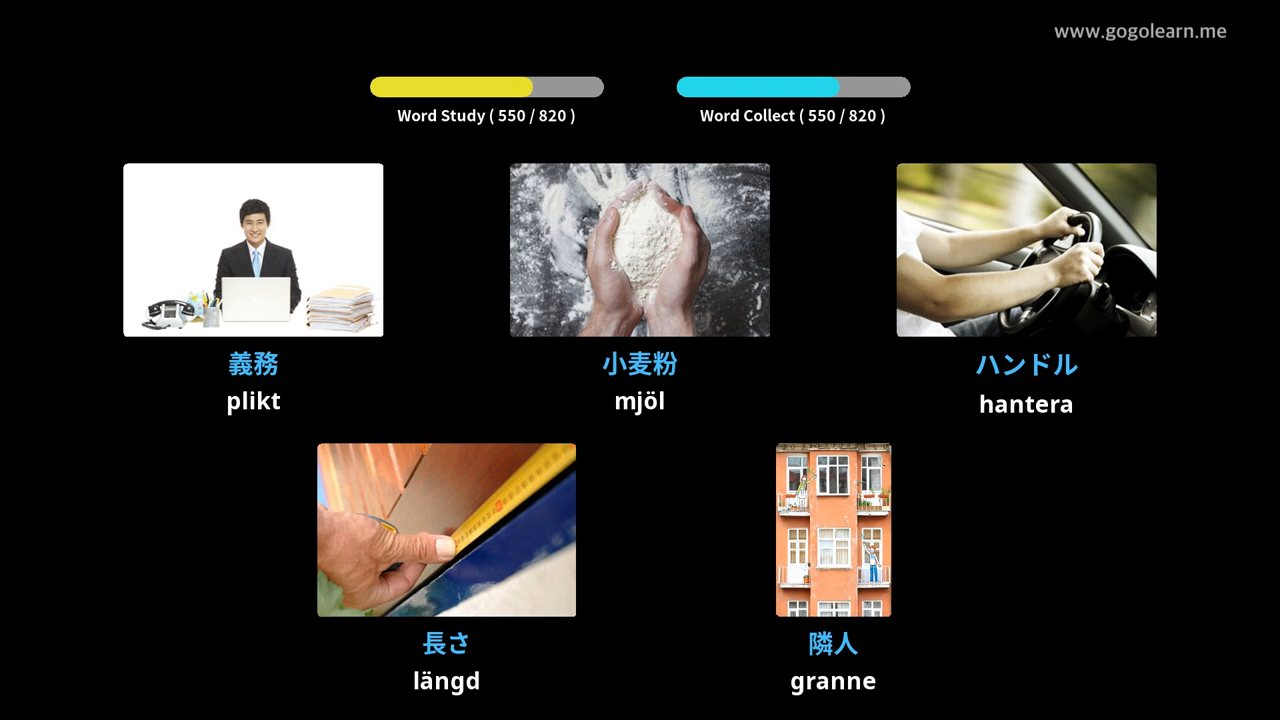 www.gogolearn.me
Word Study ( 550 / 820 )
Word Collect ( 550 / 820 )
義務
plikt
小麦粉
mjöl
ハンドル
hantera
長さ
längd
隣人
granne